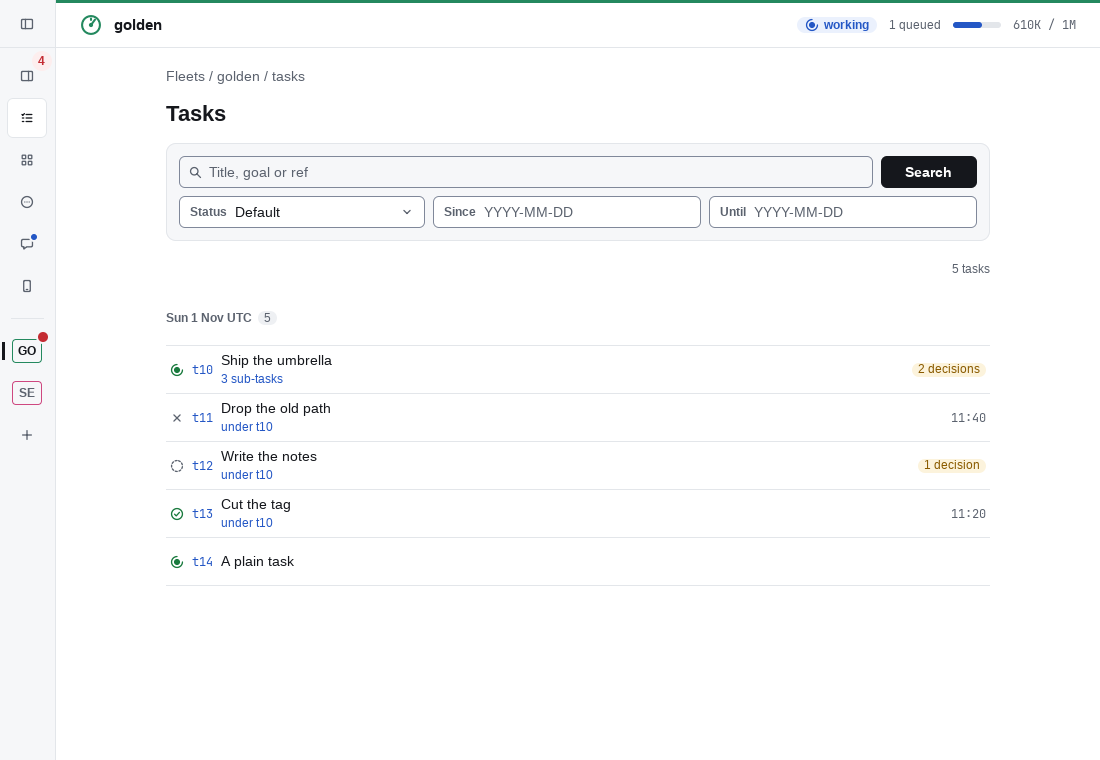 golden
working
1 queued
610K / 1M
4
Fleets / golden / tasks
Tasks
Title, goal or ref
Search
Status Default
Since YYYY-MM-DD
Until YYYY-MM-DD
5 tasks
Sun 1 Nov UTC 5
t10 Ship the umbrella
3 sub-tasks
2 decisions
t11 Drop the old path
under t10
11:40
t12 Write the notes
under t10
1 decision
t13 Cut the tag
under t10
11:20
t14 A plain task
GO
SE